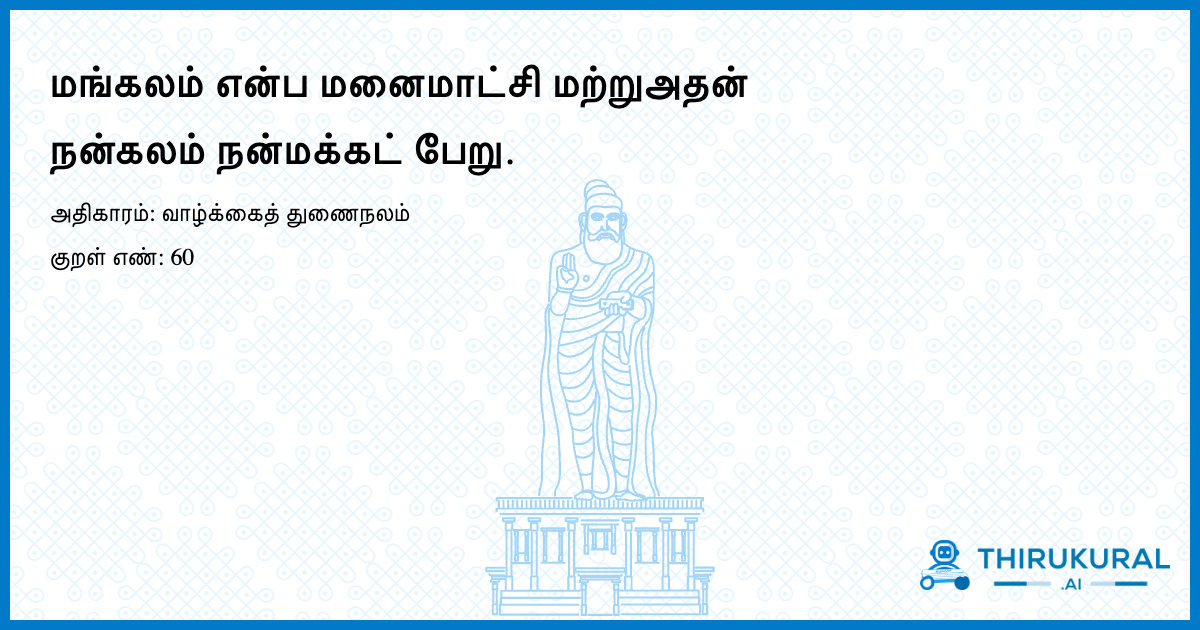 மங்கலம் என்ப மனைமாட்சி மற்றுஅதன்
நன்கலம் நன்மக்கட் பேறு.
அதிகாரம்: வாழ்க்கைத் துணைநலம்
குறள் எண்: 60
THIRUKURAL
.AI